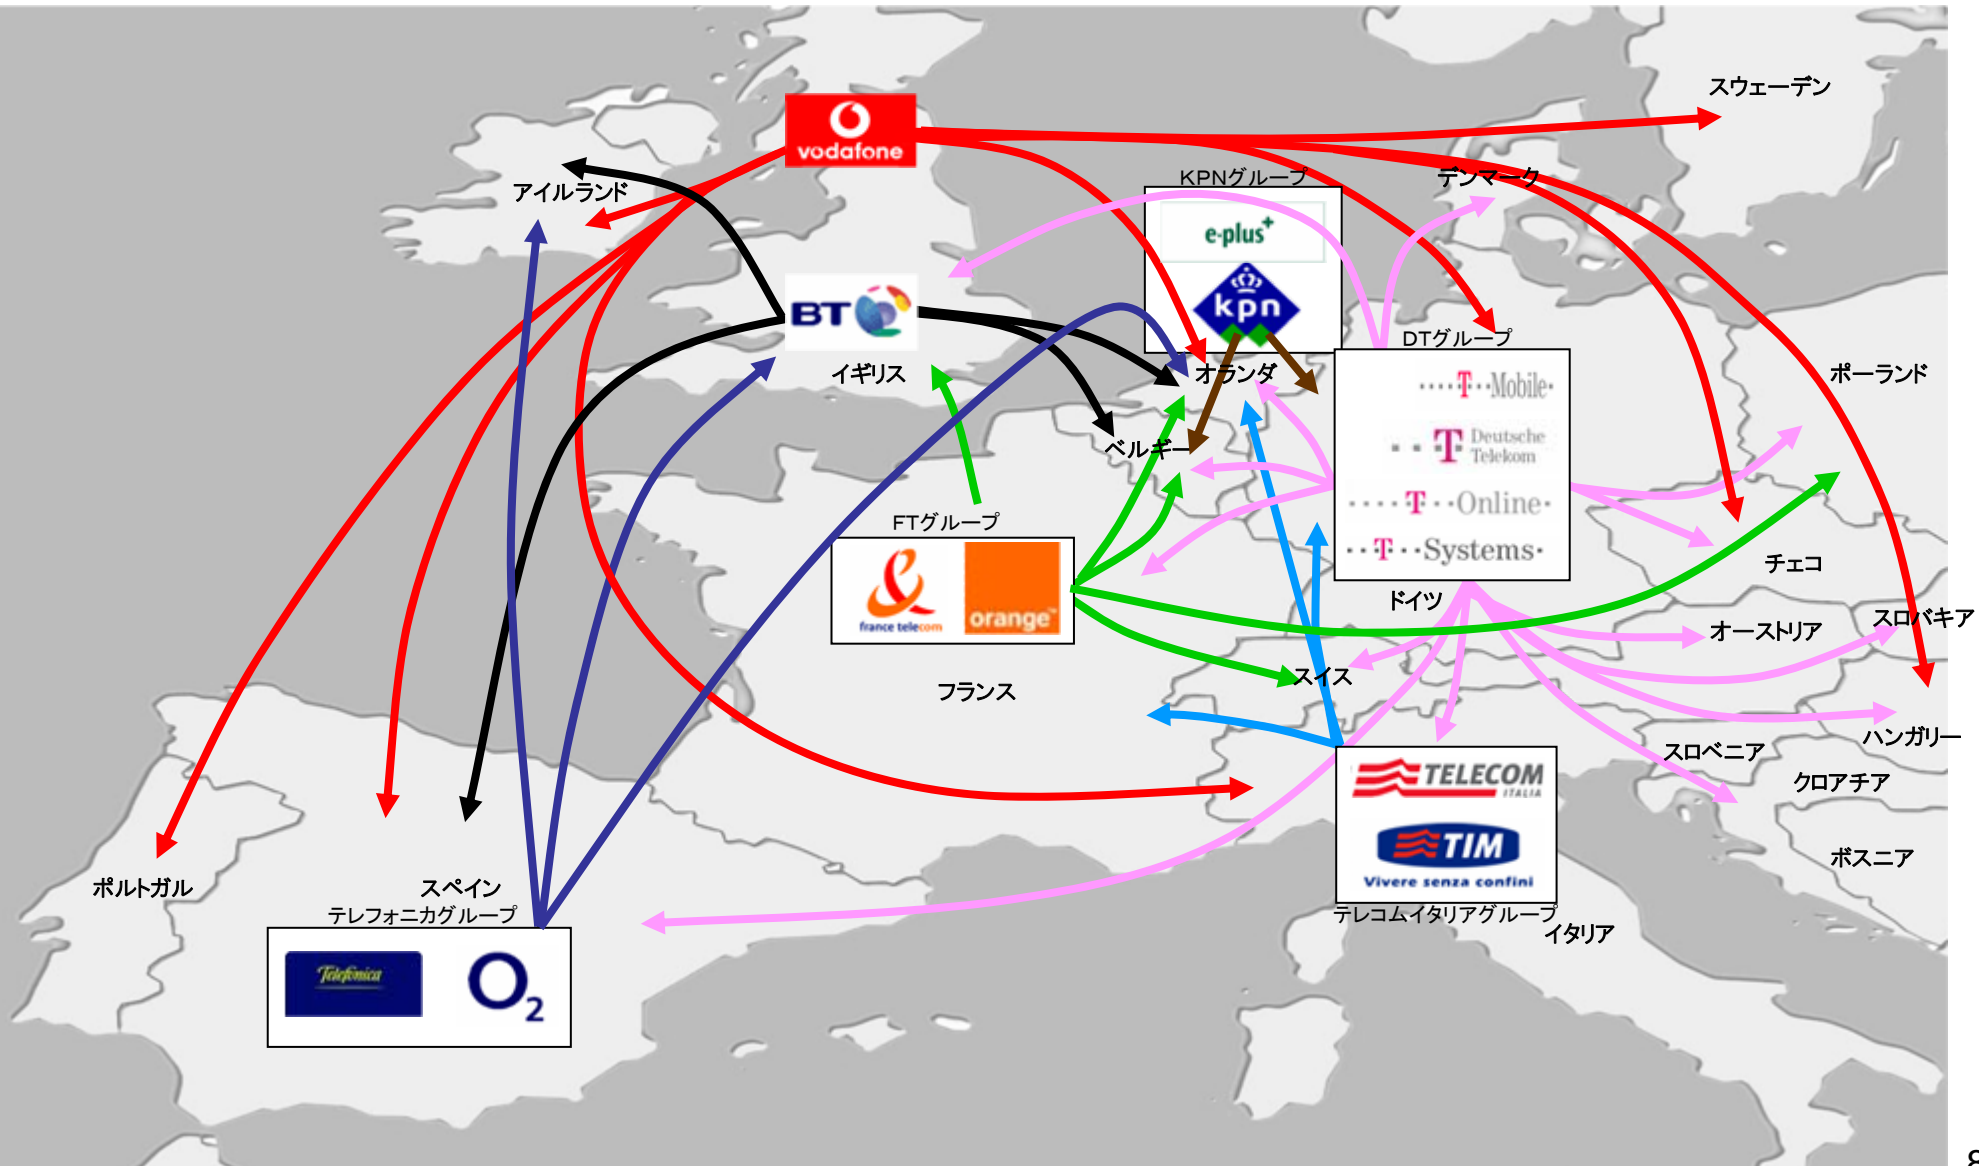 スウェーデン
vodafone
KPNグループ
デンマーク
アイルランド
e-plus+
kpn
BT
DTグループ
イギリス
オランダ
ポーランド
T Mobile
T Deutsche Telekom
ベルギー
T Online
FTグループ
T Systems
france telecom
orange™
チェコ
ドイツ
スロバキア
オーストリア
スイス
フランス
ハンガリー
スロベニア
TELECOM
ITALIA
クロアチア
TIM
Vivere senza confini
ボスニア
ポルトガル
スペイン
テレフォニカグループ
テレコムイタリアグループ
イタリア
Telefónica
O2